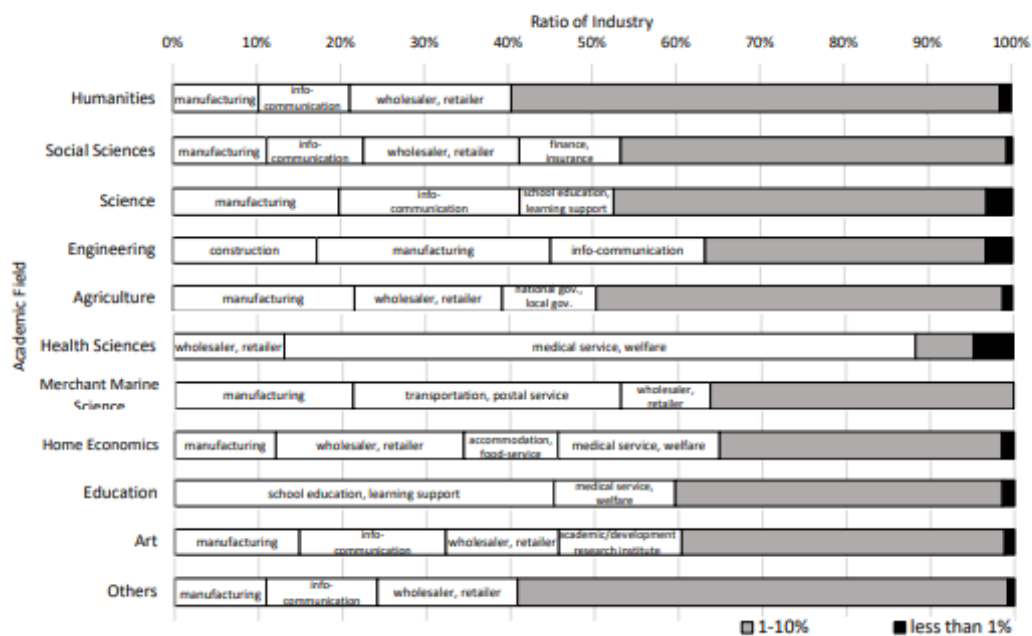 Ratio of Industry
0% 10% 20% 30% 40% 50% 60% 70% 80% 90% 100%
Academic Field
Humanities
manufacturing
info-
communication
wholesaler, retailer
Social Sciences
manufacturing
info-
communication
wholesaler, retailer
finance,
insurance
Science
manufacturing
info-
communication
school education,
learning support
Engineering
construction
manufacturing
info-communication
Agriculture
manufacturing
wholesaler, retailer
national gov.,
local gov.
Health Sciences
wholesaler, retailer
medical service, welfare
Merchant Marine
Science
manufacturing
transportation, postal service
wholesaler,
retailer
Home Economics
manufacturing
wholesaler, retailer
accommodation,
food-service
medical service, welfare
Education
school education, learning support
medical service,
welfare
Art
manufacturing
info-
communication
wholesaler, retailer
academic/development
research institute
Others
manufacturing
info-
communication
wholesaler, retailer
1-10%
less than 1%